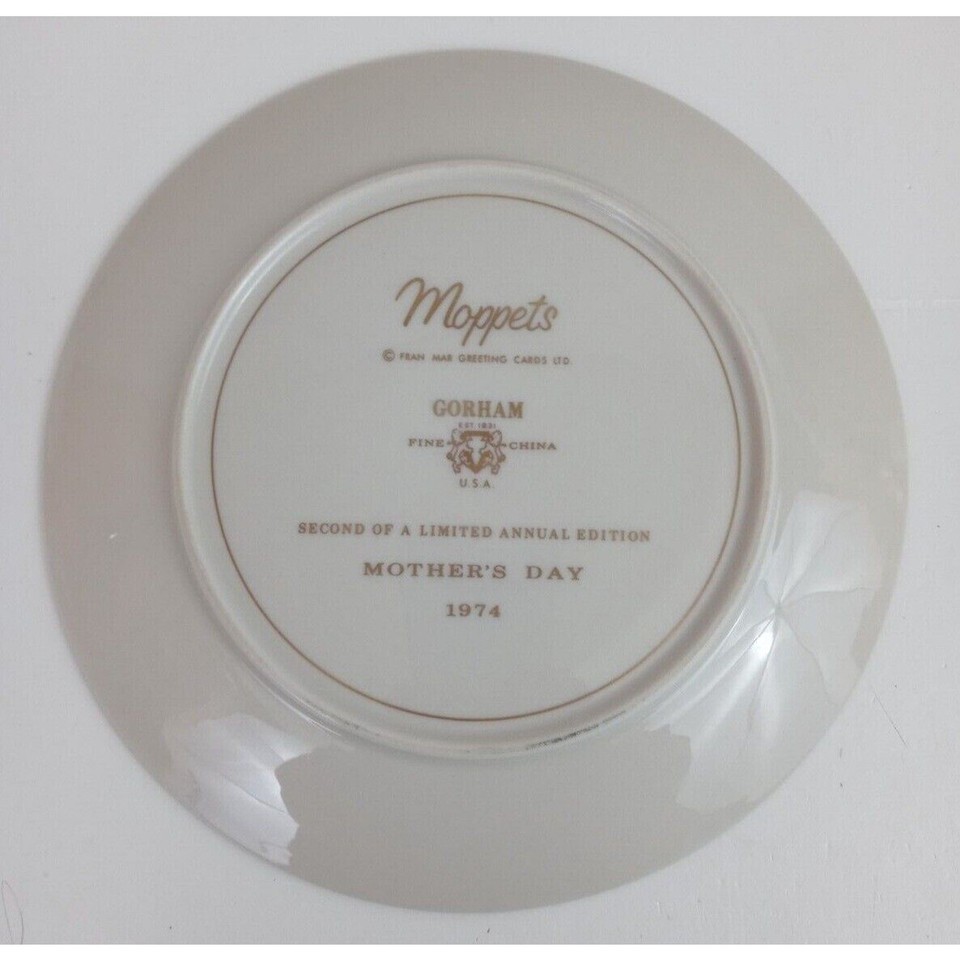 Moppets
© FRAN MAR GREETING CARDS LTD.
GORHAM
EST. 1831
FINE CHINA
U.S.A.
SECOND OF A LIMITED ANNUAL EDITION
MOTHER'S DAY
1974